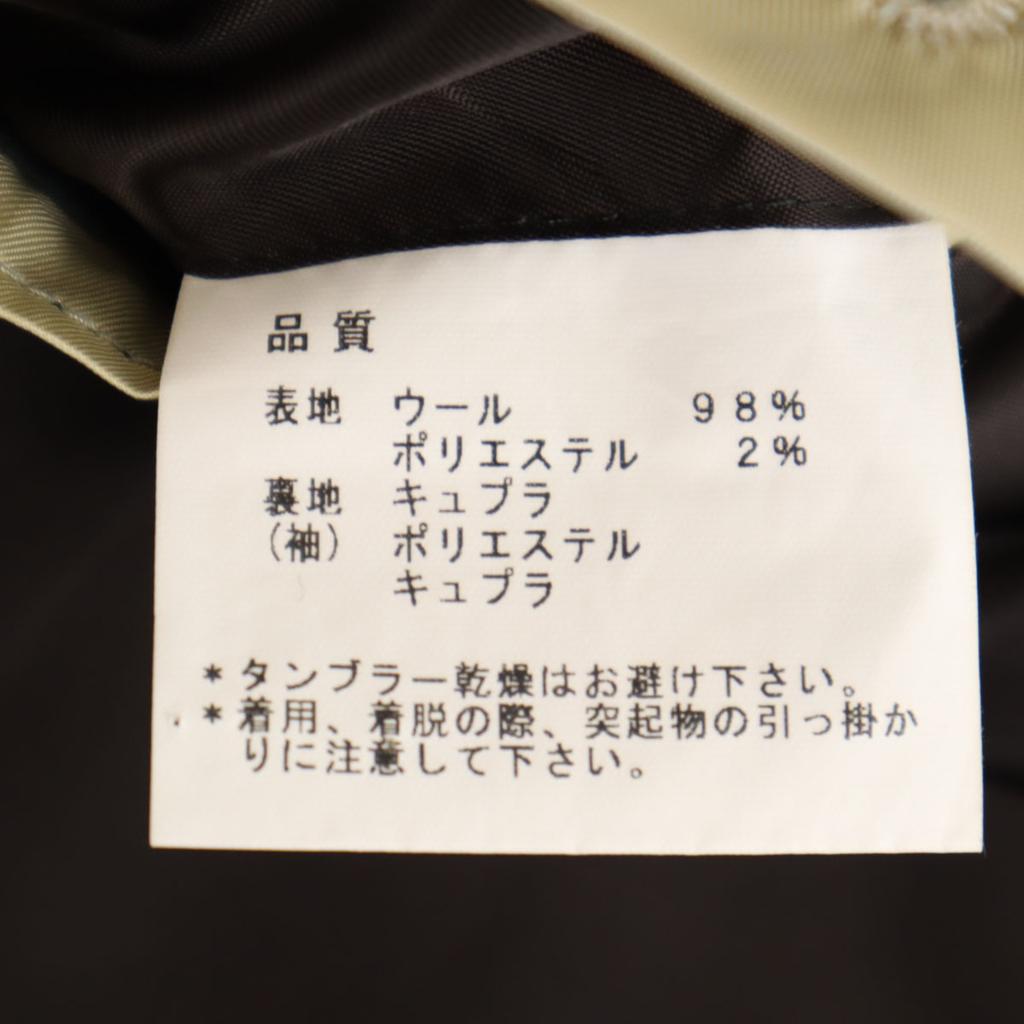 品質
表地 ウール 98%
ポリエステル 2%
裏地 キュプラ
(袖) ポリエステル
キュプラ
*タンブラー乾燥はお避け下さい。
*着用、着脱の際、突起物の引っ掛か
りに注意して下さい。